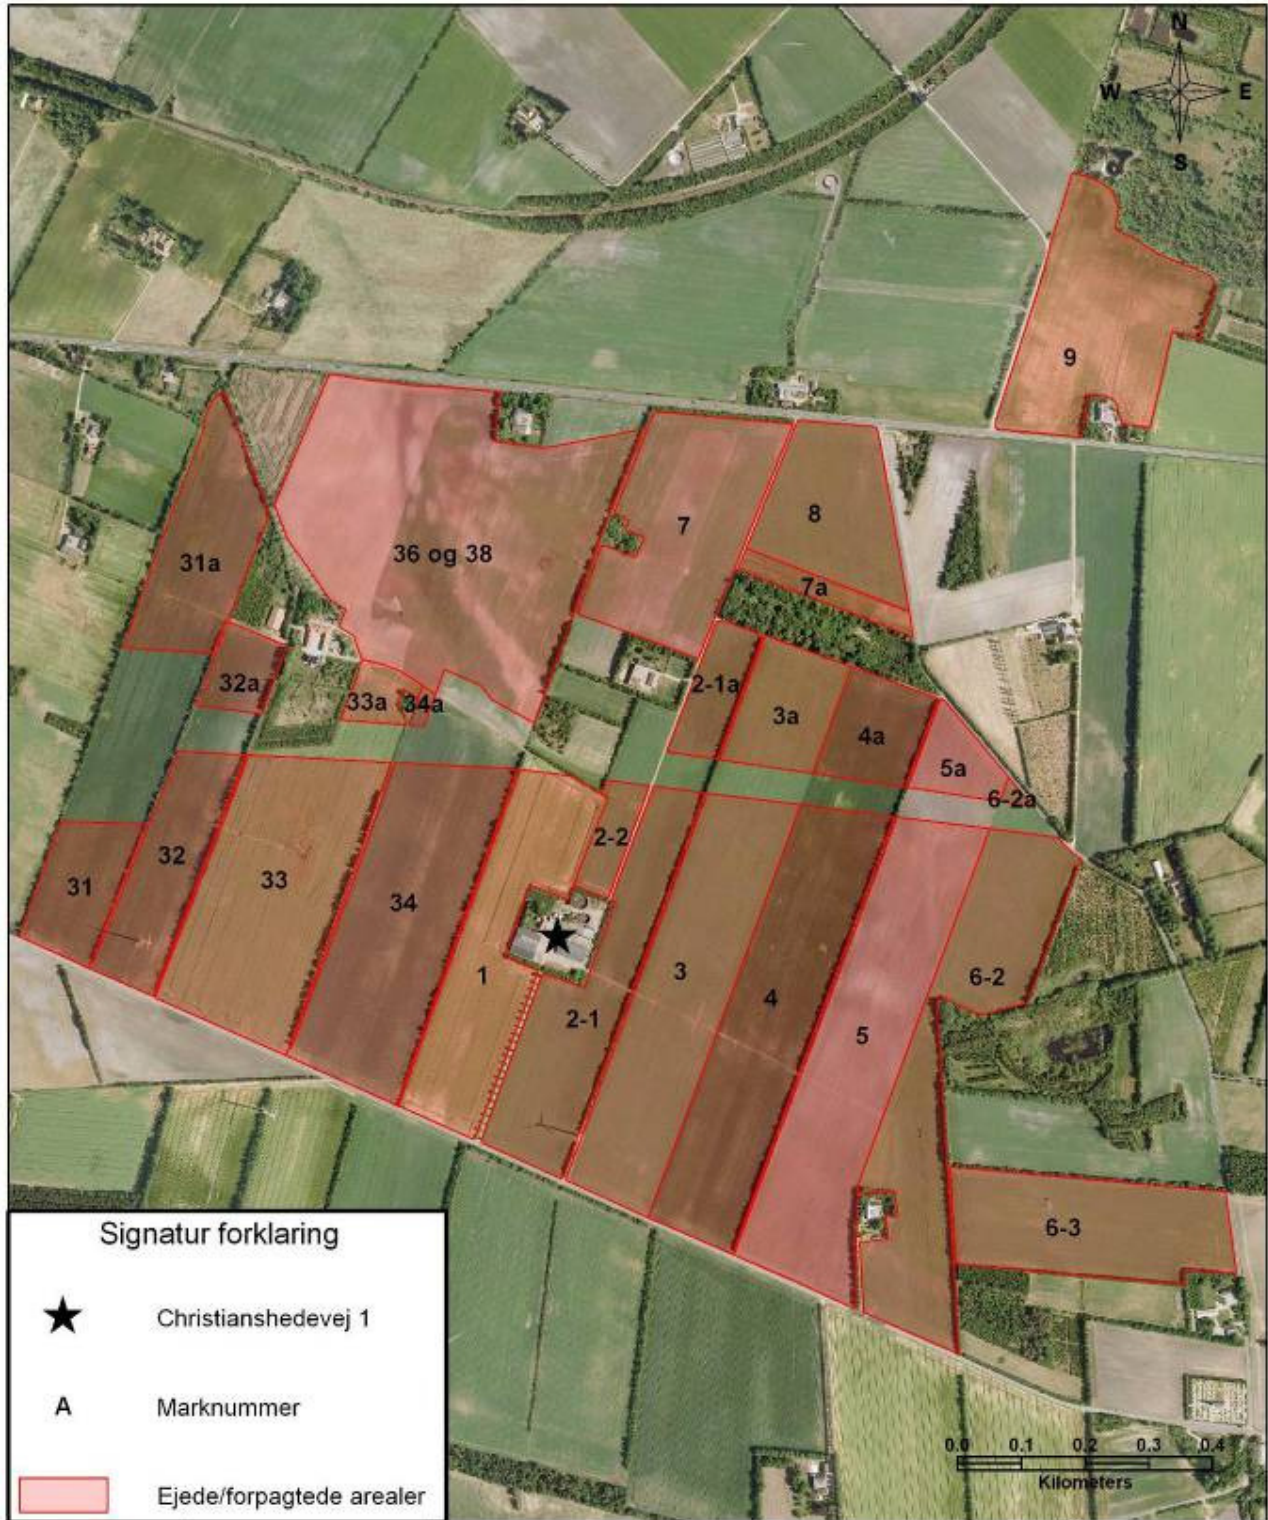 N
W E
S
9
8
7
36 og 38
31a
7a
32a
2-1a
33a
34a
3a
4a
5a
6-2a
2-2
32
31
33
34
1
3
6-2
4
2-1
5
6-3
Signatur forklaring
Christianshedevej 1
A Marknummer
Ejede/forpagtede arealer
0.0 0.1 0.2 0.3 0.4
Kilometers